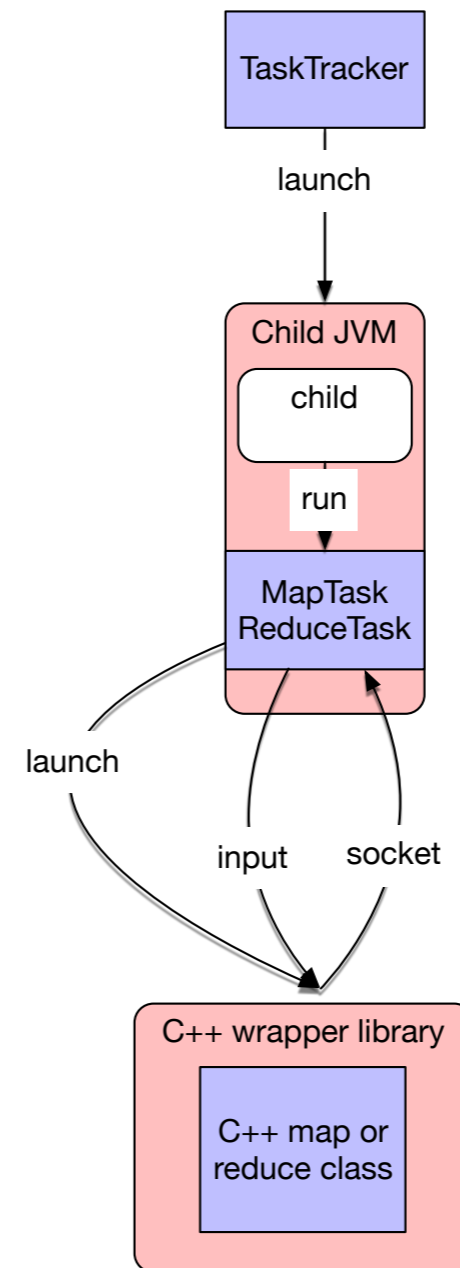 TaskTracker
launch
Child JVM
child
run
MapTask
ReduceTask
launch
input
socket
C++ wrapper library
C++ map or
reduce class